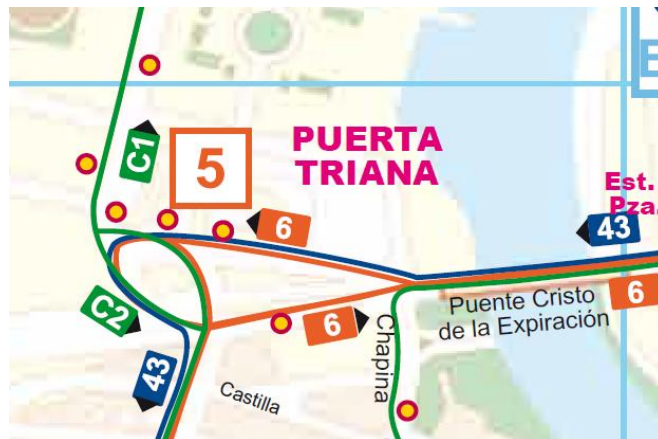 E
C1
5
PUERTA
TRIANA
Est.
Pza.
6
43
C2
6
6
Puente Cristo
de la Expiración
43
Castilla
Chapina